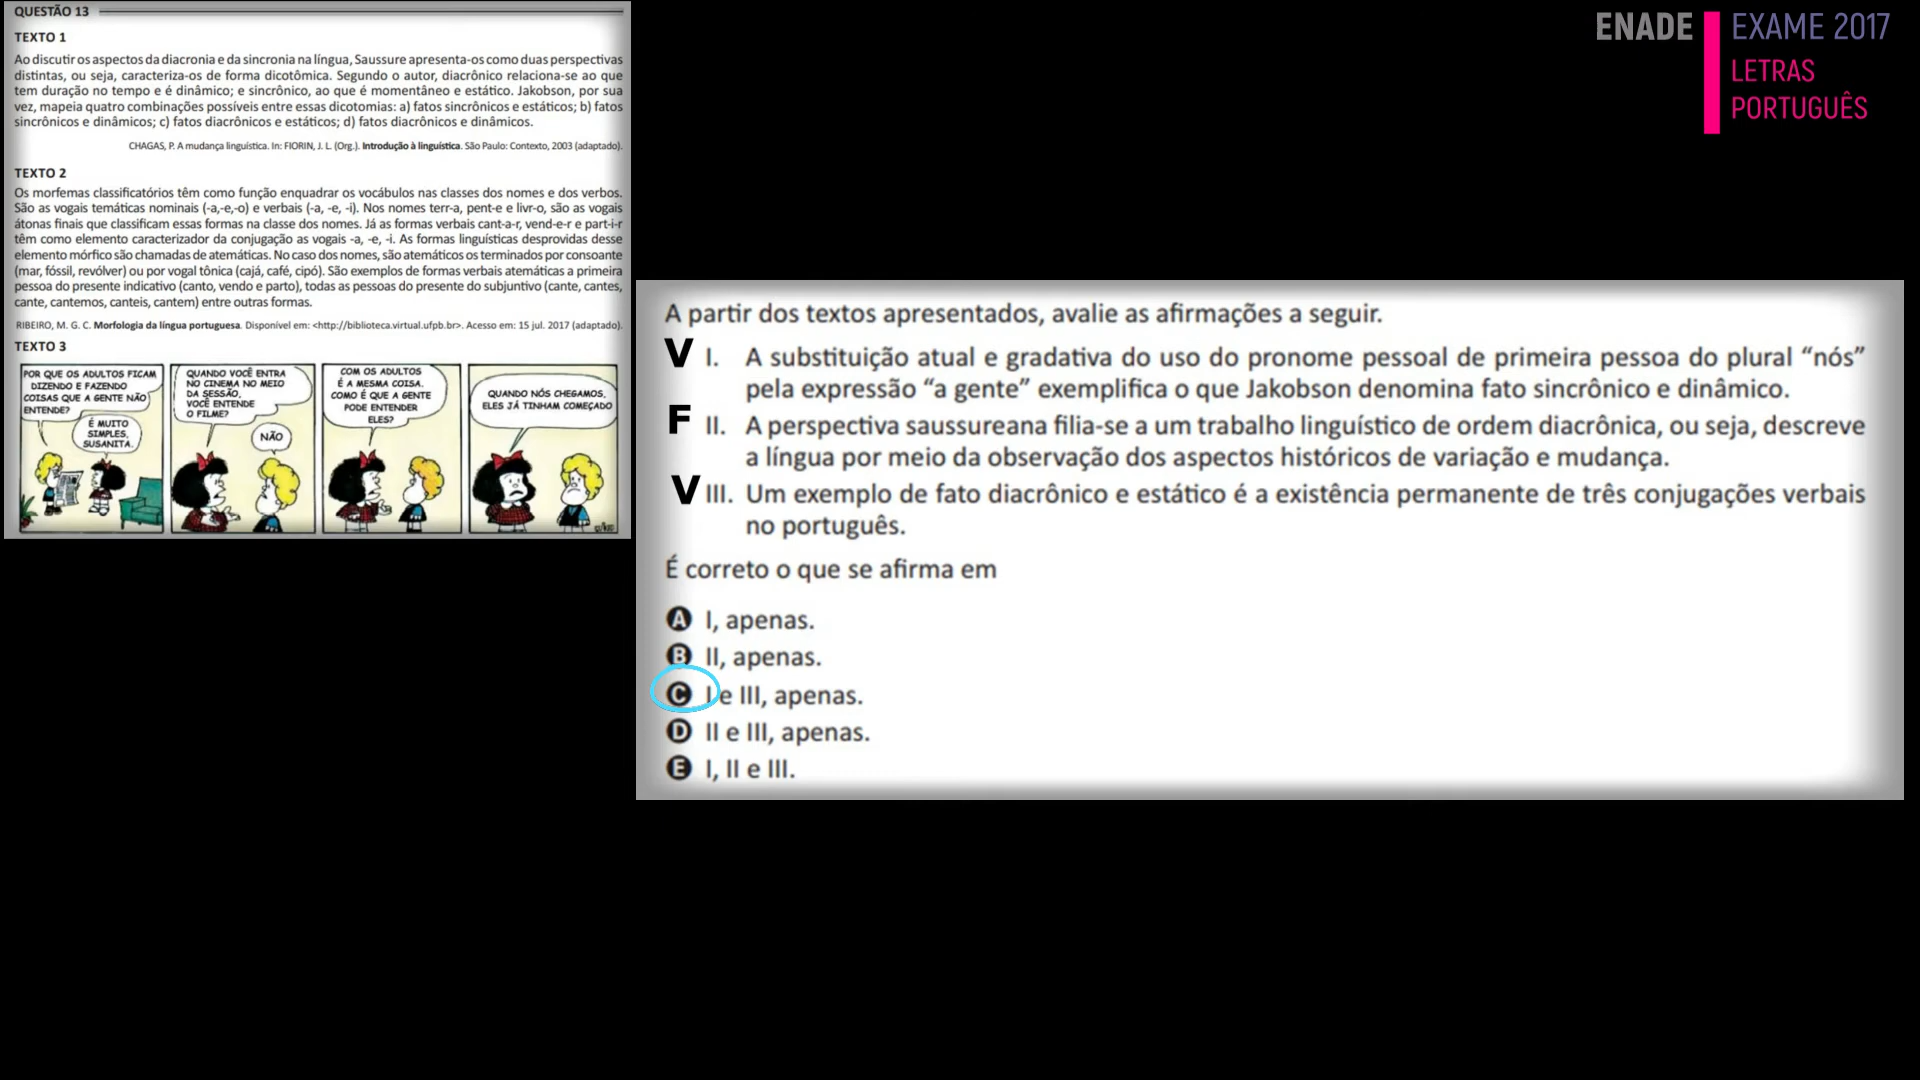 QUESTÃO 13
TEXTO 1
Ao discutir os aspectos da diacronia e da sincronia na língua, Saussure apresenta-os como duas perspectivas
distintas, ou seja, caracteriza-os de forma dicotômica. Segundo o autor, diacrônico relaciona-se ao que
tem duração no tempo e é dinâmico; e sincrônico, ao que é momentâneo e estático. Jakobson, por sua
vez, mapeia quatro combinações possíveis entre essas dicotomias: a) fatos sincrônicos e estáticos; b) fatos
sincrônicos e dinâmicos; c) fatos diacrônicos e estáticos; d) fatos diacrônicos e dinâmicos.
CHAGAS, P. A mudança linguística. In: FIORIN, J. L. (Org.). Introdução à linguística. São Paulo: Contexto, 2003 (adaptado).
TEXTO 2
Os morfemas classificatórios têm como função enquadrar os vocábulos nas classes dos nomes e dos verbos.
São as vogais temáticas nominais (-a,-e,-o) e verbais (-a, -e, -i). Nos nomes terr-a, pent-e e livr-o, são as vogais
átonas finais que classificam essas formas na classe dos nomes. Já as formas verbais cant-a-r, vend-e-r e part-i-r
têm como elemento caracterizador da conjugação as vogais -a, -e, -i. As formas linguísticas desprovidas desse
elemento mórfico são chamadas de atemáticas. No caso dos nomes, são atemáticos os terminados por consoante
(mar, fóssil, revólver) ou por vogal tônica (cajá, café, cipó). São exemplos de formas verbais atemáticas a primeira
pessoa do presente indicativo (canto, vendo e parto), todas as pessoas do presente do subjuntivo (cante, cantes,
cante, cantemos, canteis, cantem) entre outras formas.
RIBEIRO, M. G. C. Morfologia da língua portuguesa. Disponível em: <http://biblioteca.virtual.ufpb.br>. Acesso em: 15 jul. 2017 (adaptado).
TEXTO 3
POR QUE OS ADULTOS FICAM
DIZENDO E FAZENDO
COISAS QUE A GENTE NÃO
ENTENDE?
É MUITO
SIMPLES,
SUSANITA.
QUANDO VOCÊ ENTRA
NO CINEMA NO MEIO
DA SESSÃO,
VOCÊ ENTENDE
O FILME?
NÃO
COM OS ADULTOS
É A MESMA COISA.
COMO É QUE A GENTE
PODE ENTENDER
ELES?
QUANDO NÓS CHEGAMOS,
ELES JÁ TINHAM COMEÇADO
ENADE
EXAME 2017
LETRAS
PORTUGUÊS
A partir dos textos apresentados, avalie as afirmações a seguir.
V I. A substituição atual e gradativa do uso do pronome pessoal de primeira pessoa do plural “nós”
pela expressão “a gente” exemplifica o que Jakobson denomina fato sincrônico e dinâmico.
F II. A perspectiva saussureana filia-se a um trabalho linguístico de ordem diacrônica, ou seja, descreve
a língua por meio da observação dos aspectos históricos de variação e mudança.
V III. Um exemplo de fato diacrônico e estático é a existência permanente de três conjugações verbais
no português.
É correto o que se afirma em
A I, apenas.
B II, apenas.
C I e III, apenas.
D II e III, apenas.
E I, II e III.